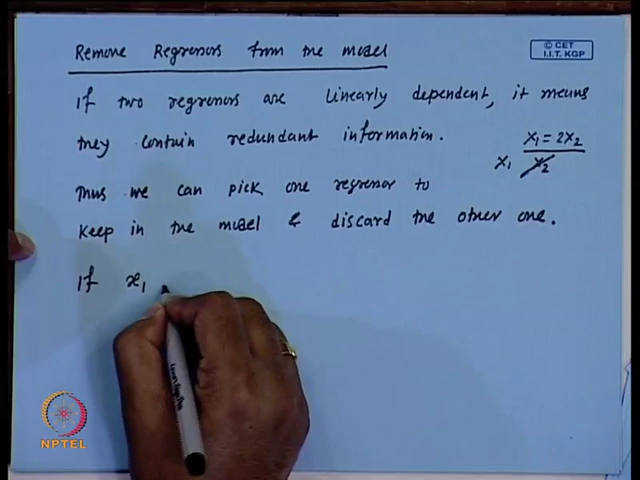 Remove Regressors from the model
© CET
I.I.T. KGP
If two regressors are linearly dependent, it means
they contain redundant information.
x₁ = 2x₂
x₁ x₂
Thus we can pick one regressor to
keep in the model & discard the other one.
If x₁
NPTEL